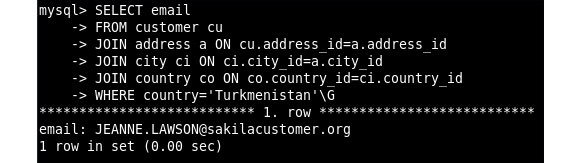 mysql> SELECT email
    -> FROM customer cu
    -> JOIN address a ON cu.address_id=a.address_id
    -> JOIN city ci ON ci.city_id=a.city_id
    -> JOIN country co ON co.country_id=ci.country_id
    -> WHERE country='Turkmenistan'\G
*************************** 1. row ***************************
email: JEANNE.LAWSON@sakilacustomer.org
1 row in set (0.00 sec)